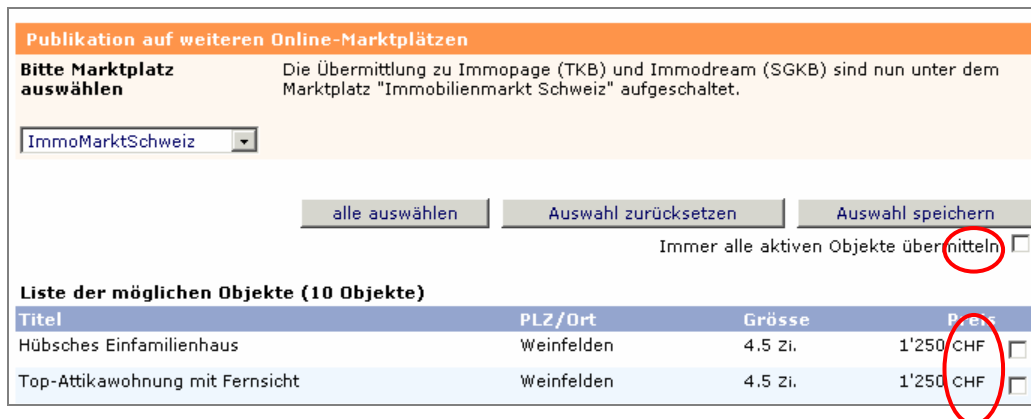 Publikation auf weiteren Online-Marktplätzen
Bitte Marktplatz auswählen
Die Übermittlung zu Immopage (TKB) und Immodream (SGKB) sind nun unter dem
Marktplatz "Immobilienmarkt Schweiz" aufgeschaltet.
ImmoMarktSchweiz
alle auswählen Auswahl zurücksetzen Auswahl speichern
Immer alle aktiven Objekte übermitteln
Liste der möglichen Objekte (10 Objekte)
Titel PLZ/Ort Grösse Preis
Hübsches Einfamilienhaus Weinfelden 4.5 Zi. 1'250 CHF
Top-Attikawohnung mit Fernsicht Weinfelden 4.5 Zi. 1'250 CHF